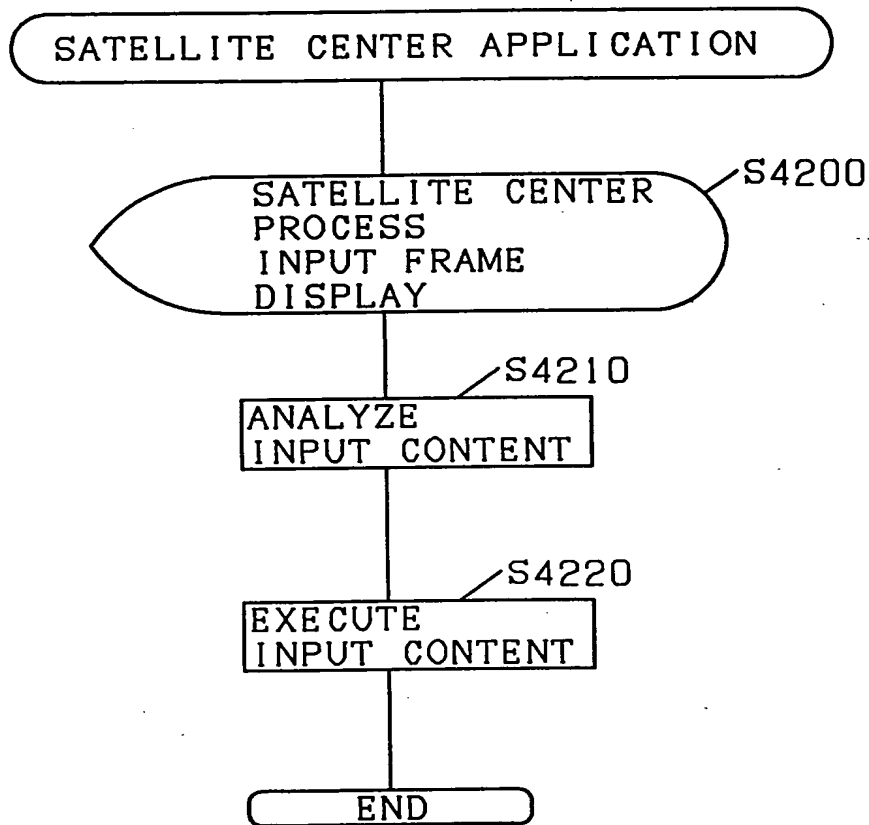 SATELLITE CENTER APPLICATION
S4200
SATELLITE CENTER
PROCESS
INPUT FRAME
DISPLAY
S4210
ANALYZE
INPUT CONTENT
S4220
EXECUTE
INPUT CONTENT
END